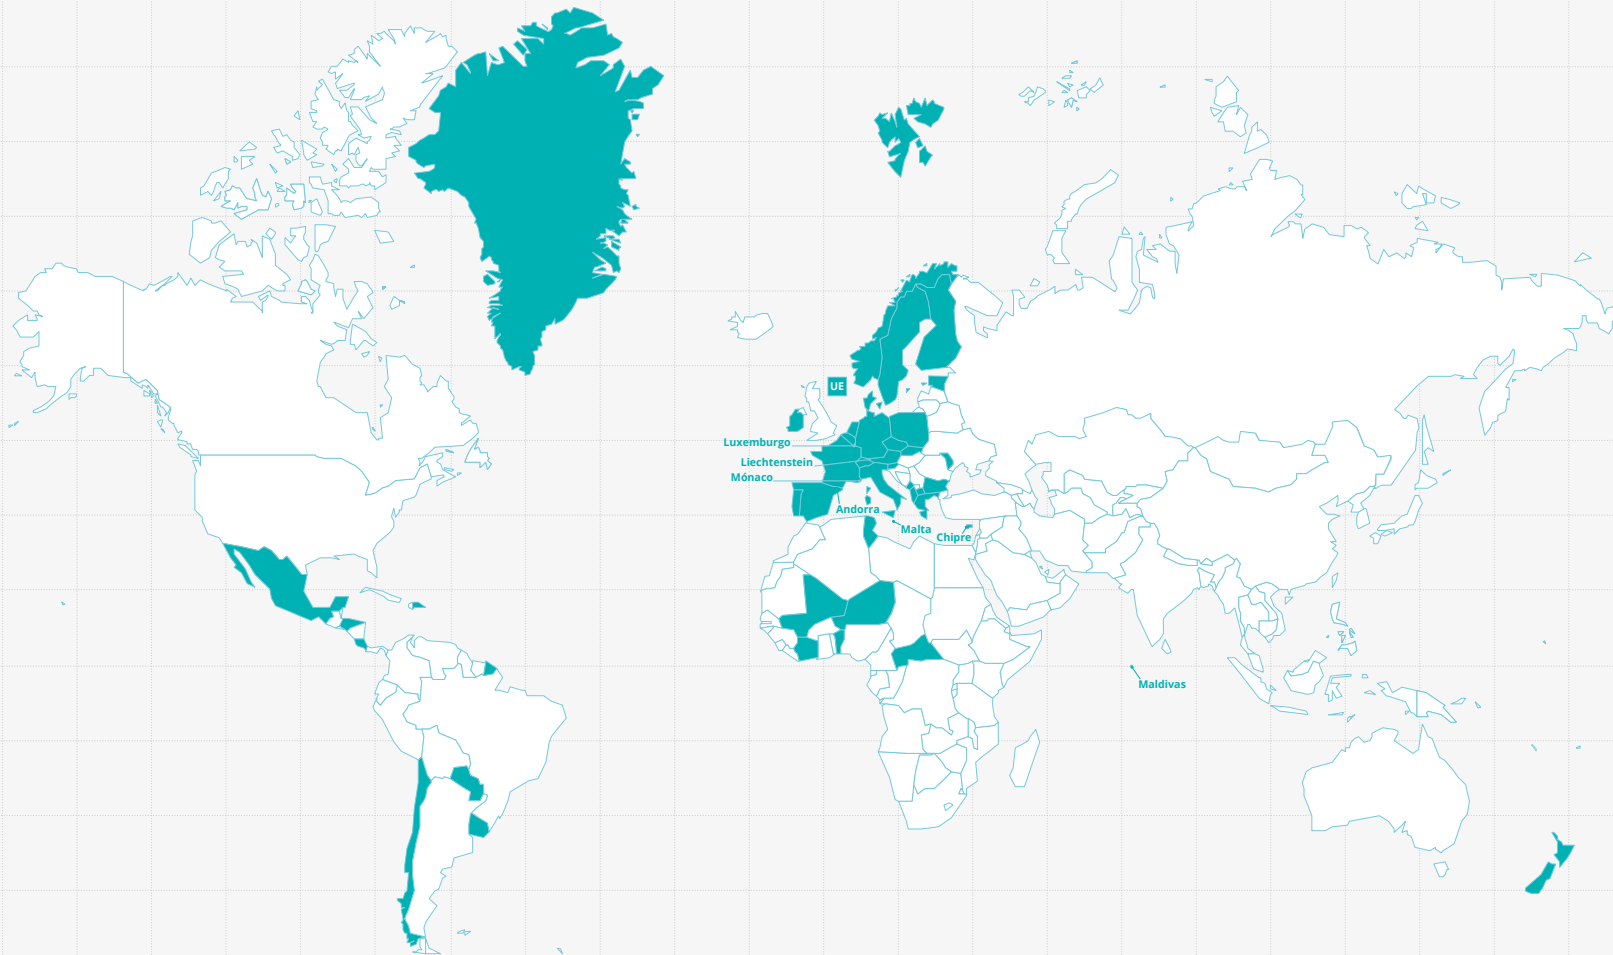 UE
Luxemburgo
Liechtenstein
Mónaco
Andorra
Malta
Chipre
Maldivas